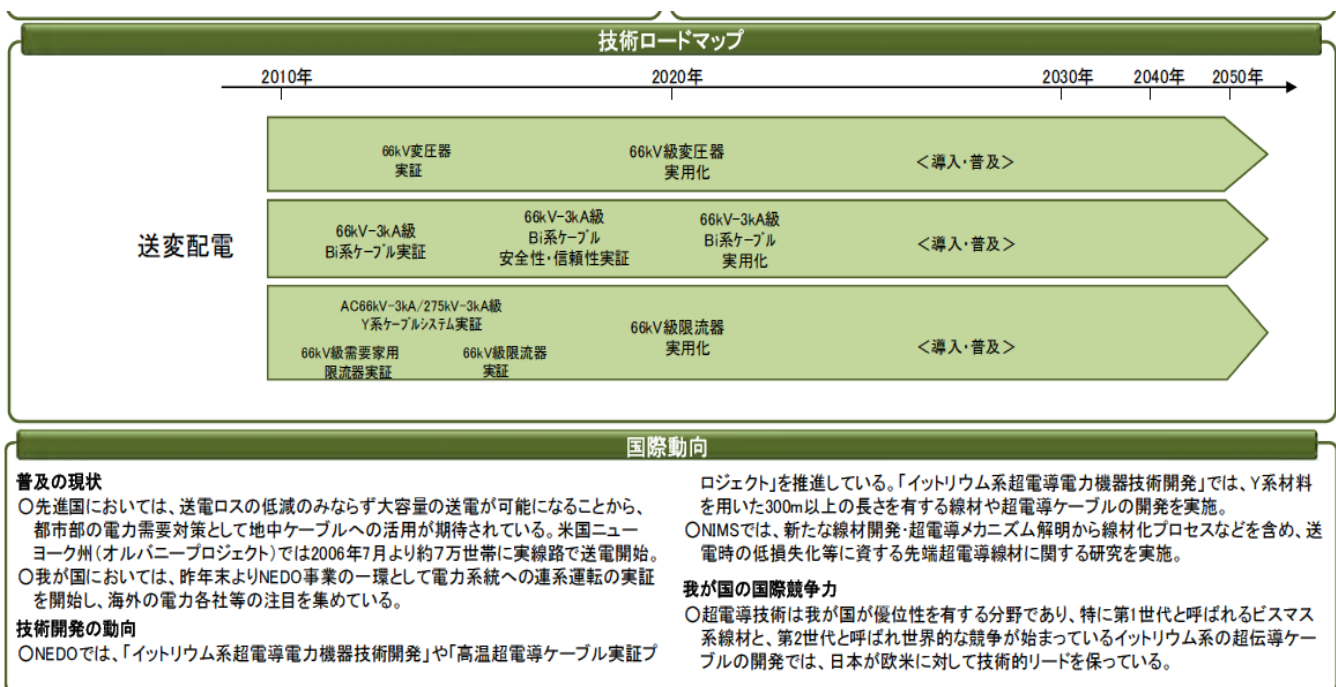 技術ロードマップ
2010年 2020年 2030年 2040年 2050年
送変配電
66kV変圧器
実証
66kV級変圧器
実用化
＜導入・普及＞
66kV-3kA級
Bi系ケーブル実証
66kV-3kA級
Bi系ケーブル
安全性・信頼性実証
66kV-3kA級
Bi系ケーブル
実用化
＜導入・普及＞
AC66kV-3kA/275kV-3kA級
Y系ケーブルシステム実証
66kV級需要家用
限流器実証
66kV級限流器
実証
66kV級限流器
実用化
＜導入・普及＞
国際動向
普及の現状
○先進国においては、送電ロスの低減のみならず大容量の送電が可能になることから、
都市部の電力需要対策として地中ケーブルへの活用が期待されている。米国ニュー
ヨーク州（オルバニープロジェクト）では2006年7月より約7万世帯に実線路で送電開始。
○我が国においては、昨年末よりNEDO事業の一環として電力系統への連系運転の実証
を開始し、海外の電力各社等の注目を集めている。
技術開発の動向
○NEDOでは、「イットリウム系超電導電力機器技術開発」や「高温超電導ケーブル実証プ
ロジェクト」を推進している。「イットリウム系超電導電力機器技術開発」では、Y系材料
を用いた300m以上の長さを有する線材や超電導ケーブルの開発を実施。
○NIMSでは、新たな線材開発・超電導メカニズム解明から線材化プロセスなどを含め、送
電時の低損失化等に資する先端超電導線材に関する研究を実施。
我が国の国際競争力
○超電導技術は我が国が優位性を有する分野であり、特に第1世代と呼ばれるビスマス
系線材と、第2世代と呼ばれ世界的な競争が始まっているイットリウム系の超伝導ケー
ブルの開発では、日本が欧米に対して技術的リードを保っている。